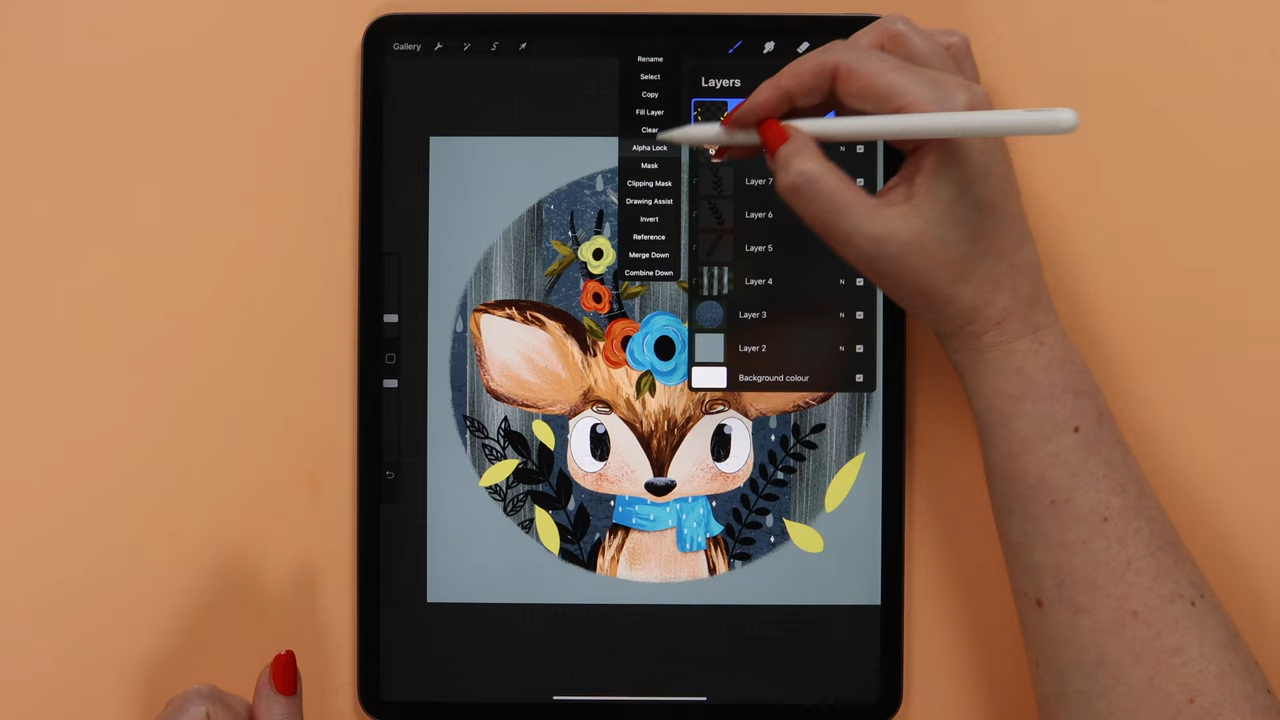 Gallery
Rename
Select
Copy
Fill Layer
Clear
Alpha Lock
Mask
Clipping Mask
Drawing Assist
Invert
Reference
Merge Down
Combine Down
Layers
N
Layer 7
Layer 6
Layer 5
Layer 4 N
Layer 3 N
Layer 2 N
Background colour